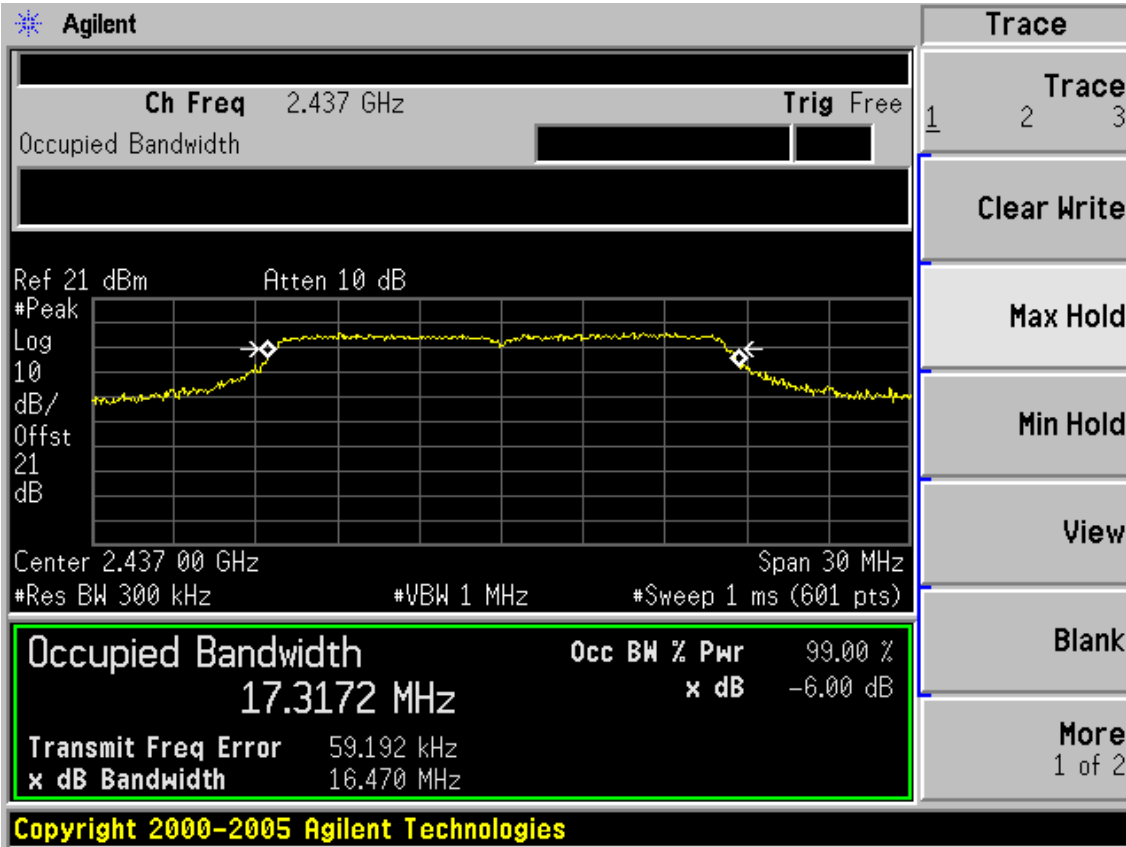 Agilent
Trace
Ch Freq 2.437 GHz Trig Free
Occupied Bandwidth
Trace
1 2 3
Clear Write
Max Hold
Min Hold
View
Blank
More
1 of 2
Ref 21 dBm Atten 10 dB
#Peak
Log
10
dB/
Offst
21
dB
Center 2.437 00 GHz Span 30 MHz
#Res BW 300 kHz #VBW 1 MHz #Sweep 1 ms (601 pts)
Occupied Bandwidth
17.3172 MHz
Occ BW % Pwr 99.00 %
x dB -6.00 dB
Transmit Freq Error 59.192 kHz
x dB Bandwidth 16.470 MHz
Copyright 2000-2005 Agilent Technologies